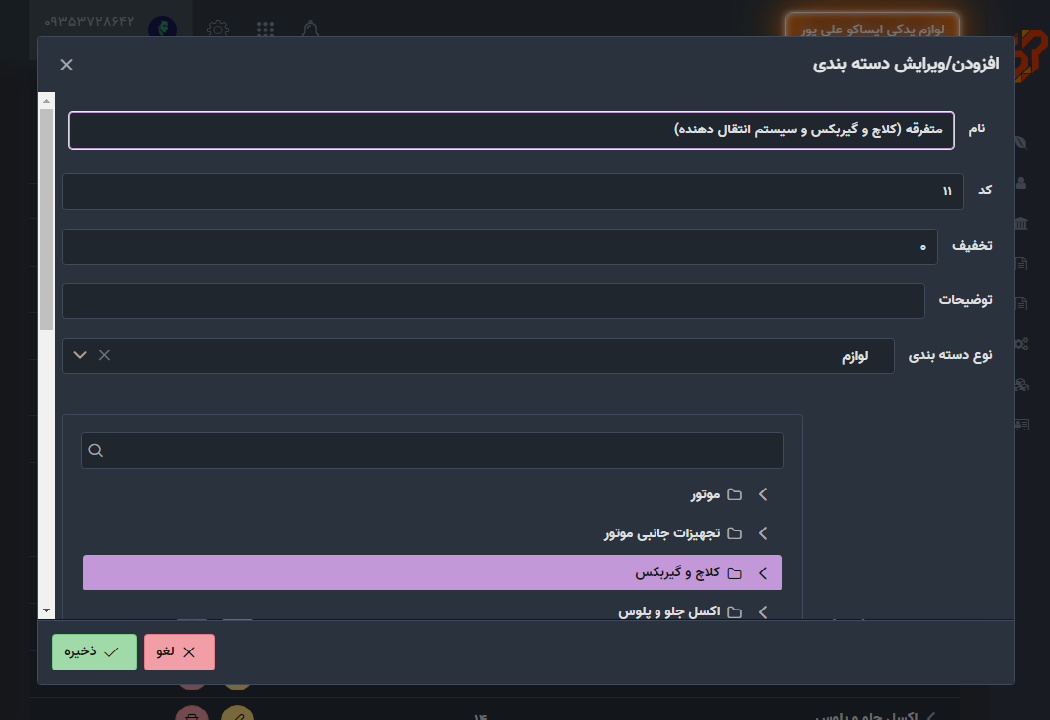 ۰۹۳۵۳۷۲۸۶۴۲
لوازم یدکی ایساکو علی پور
افزودن/ویرایش دسته بندی
نام
متفرقه (کلاچ و گیربکس و سیستم انتقال دهنده)
کد
۱۱
تخفیف
۰
توضیحات
نوع دسته بندی
لوازم
موتور
تجهیزات جانبی موتور
کلاچ و گیربکس
اکسل جلو و پلوس
لغو
ذخیره
اکسل جلو و پلوس
۱۴